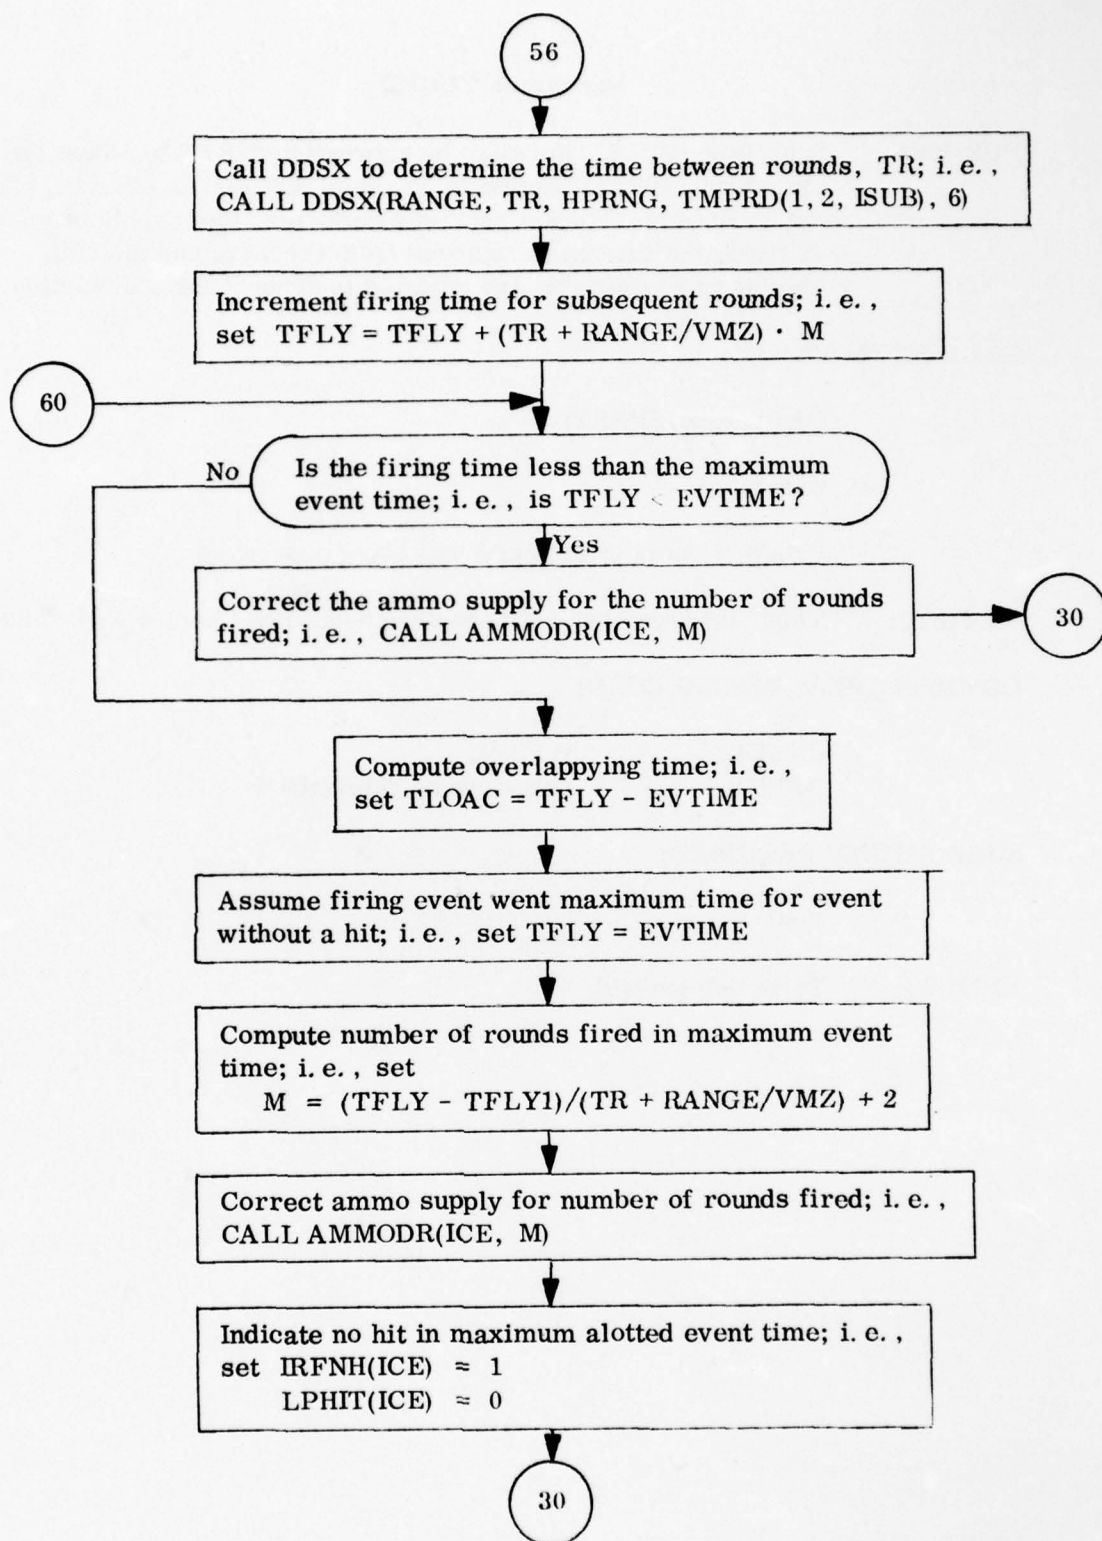 56
Call DDSX to determine the time between rounds, TR; i. e. ,
CALL DDSX(RANGE, TR, HPRNG, TMPRD(1, 2, ISUB), 6)
Increment firing time for subsequent rounds; i. e. ,
set TFLY = TFLY + (TR + RANGE/VMZ) · M
60
No
Is the firing time less than the maximum
event time; i. e. , is TFLY < EVTIME?
Yes
Correct the ammo supply for the number of rounds
fired; i. e. , CALL AMMODR(ICE, M)
30
Compute overlappying time; i. e. ,
set TLOAC = TFLY - EVTIME
Assume firing event went maximum time for event
without a hit; i. e. , set TFLY = EVTIME
Compute number of rounds fired in maximum event
time; i. e. , set
M = (TFLY - TFLY1)/(TR + RANGE/VMZ) + 2
Correct ammo supply for number of rounds fired; i. e. ,
CALL AMMODR(ICE, M)
Indicate no hit in maximum alotted event time; i. e. ,
set IRFNH(ICE) = 1
LPHIT(ICE) = 0
30